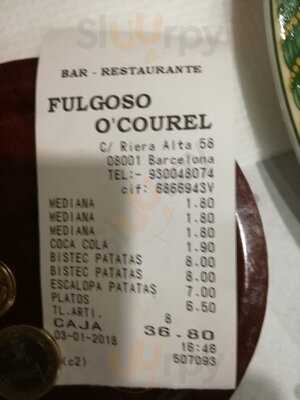 Sluurpy
BAR - RESTAURANTE
FULGOSO
O'COUREL
C/ Riera Alta 58
08001 Barcelona
TEL:- 930048074
cif: 6866943V
MEDIANA 1.80
MEDIANA 1.80
MEDIANA 1.80
COCA COLA 1.90
BISTEC PATATAS 8.00
BISTEC PATATAS 8.00
ESCALOPA PATATAS 7.00
PLATOS 6.50
TL.ARTI. 8
CAJA 36.80
03-01-2018 16:46
(c2) 507093